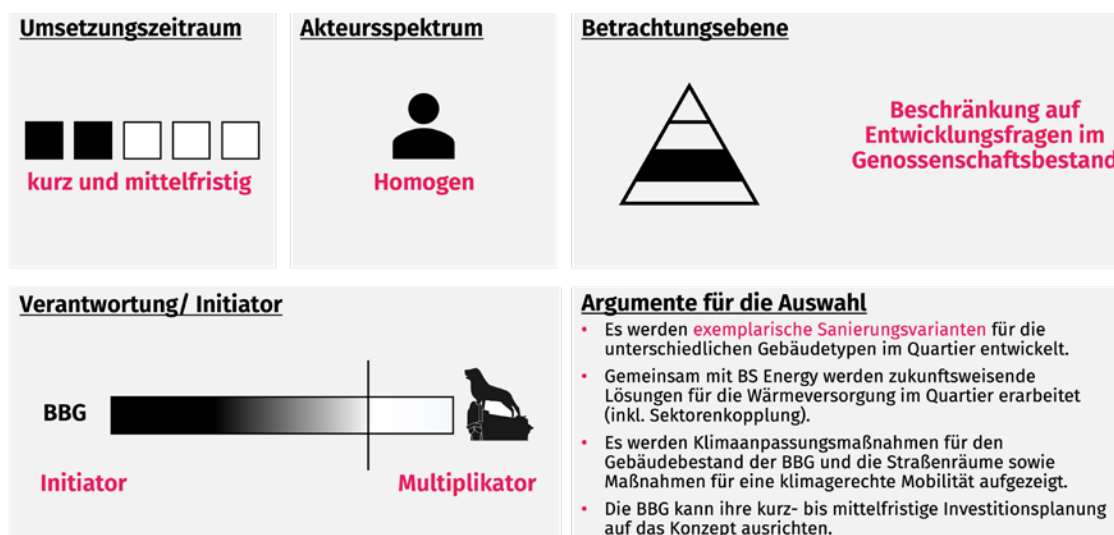 Umsetzungszeitraum
kurz und mittelfristig
Akteursspektrum
Homogen
Betrachtungsebene
Beschränkung auf
Entwicklungsfragen im
Genossenschaftsbestand
Verantwortung/ Initiator
BBG
Initiator
Multiplikator
Argumente für die Auswahl
• Es werden exemplarische Sanierungsvarianten für die
unterschiedlichen Gebäudetypen im Quartier entwickelt.
• Gemeinsam mit BS Energy werden zukunftsweisende
Lösungen für die Wärmeversorgung im Quartier erarbeitet
(inkl. Sektorenkopplung).
• Es werden Klimaanpassungsmaßnahmen für den
Gebäudebestand der BBG und die Straßenräume sowie
Maßnahmen für eine klimagerechte Mobilität aufgezeigt.
• Die BBG kann ihre kurz- bis mittelfristige Investitionsplanung
auf das Konzept ausrichten.